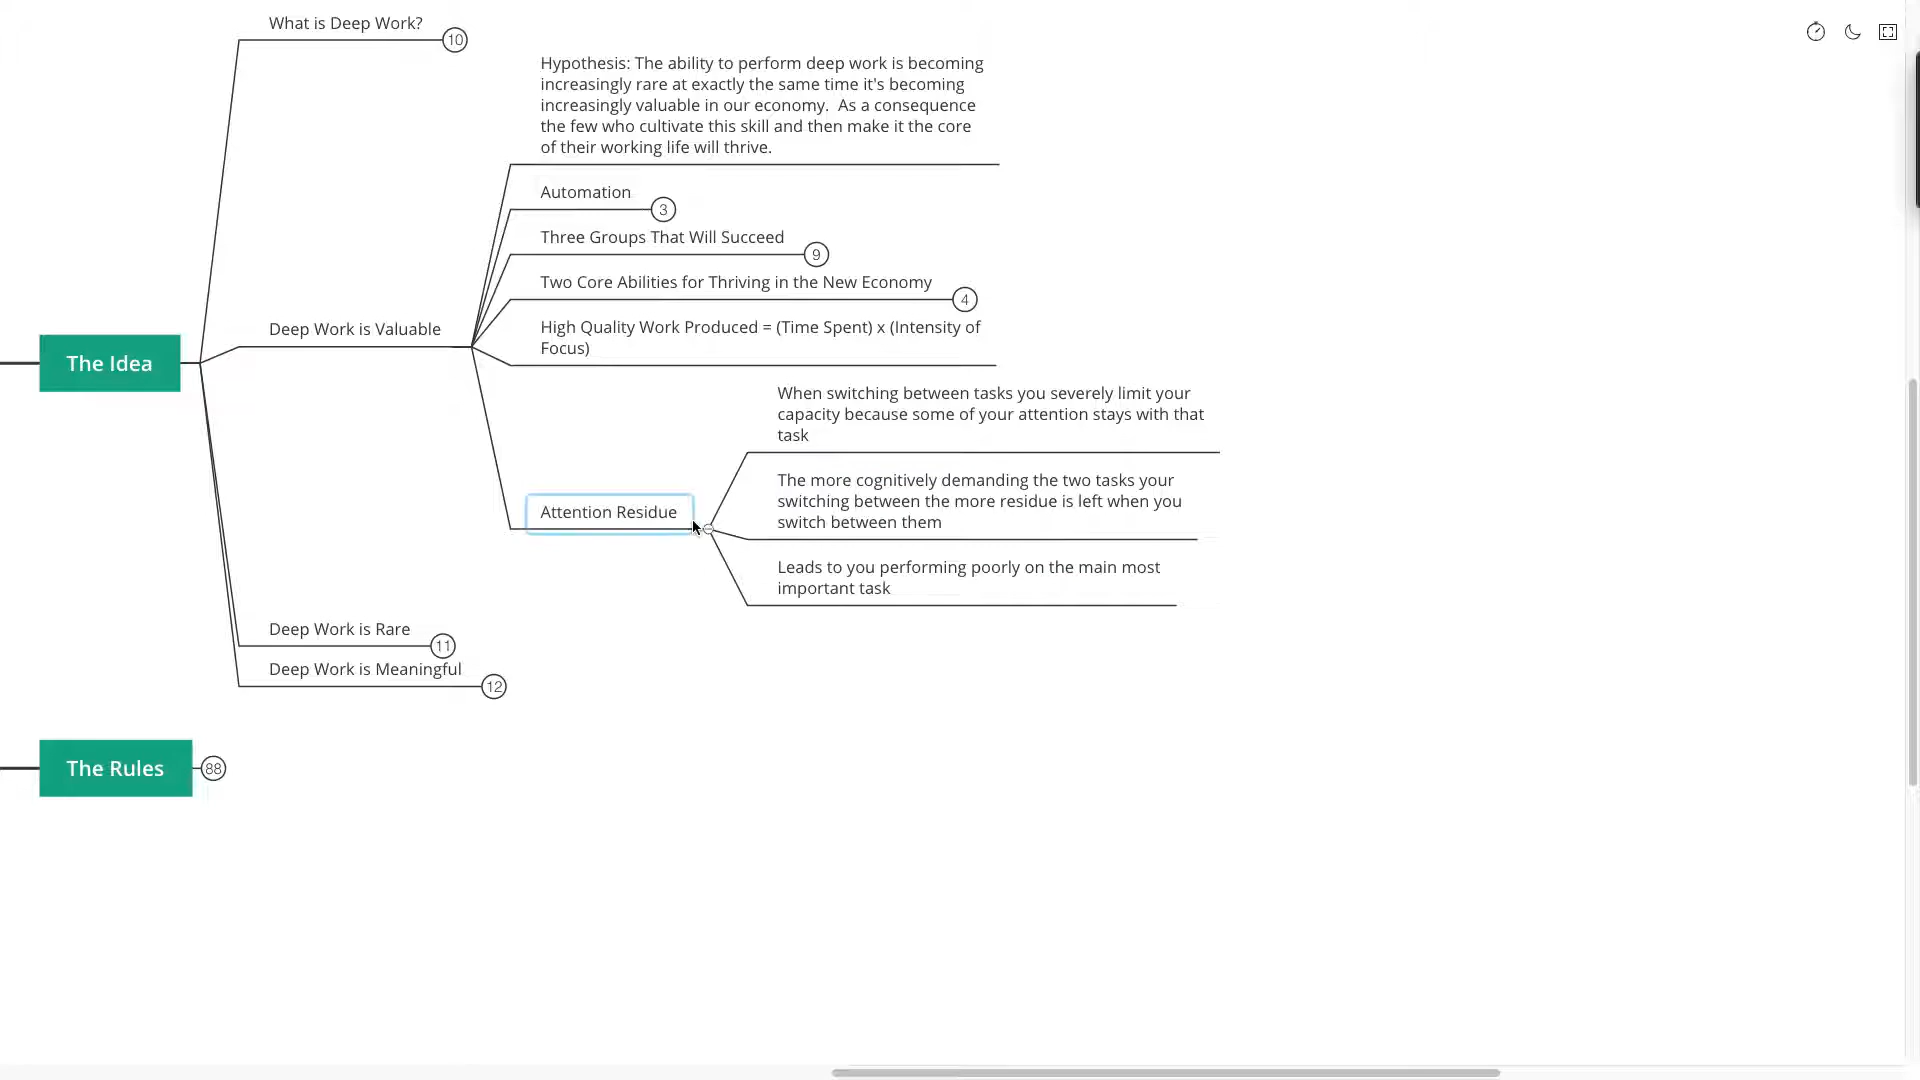 What is Deep Work?
10
Hypothesis: The ability to perform deep work is becoming
increasingly rare at exactly the same time it's becoming
increasingly valuable in our economy.  As a consequence
the few who cultivate this skill and then make it the core
of their working life will thrive.
Automation
3
Three Groups That Will Succeed
9
Two Core Abilities for Thriving in the New Economy
4
Deep Work is Valuable
High Quality Work Produced = (Time Spent) x (Intensity of
Focus)
The Idea
When switching between tasks you severely limit your
capacity because some of your attention stays with that
task
Attention Residue
The more cognitively demanding the two tasks your
switching between the more residue is left when you
switch between them
Leads to you performing poorly on the main most
important task
Deep Work is Rare
11
Deep Work is Meaningful
12
The Rules
88